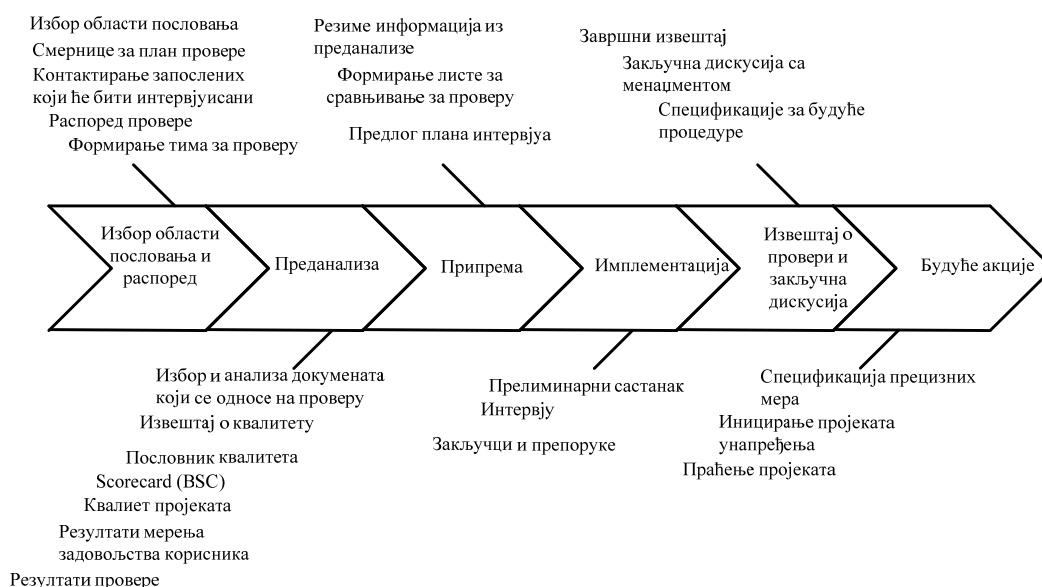 Избор области пословања
Смернице за план провере
Контактирање запослених
који ће бити интервјуисани
Распоред провере
Формирање тима за проверу
Резиме информација из
преданализе
Формирање листе за
сравњивање за проверу
Предлог плана интервјуа
Завршни извештај
Закључна дискусија са
менаџментом
Спецификације за будуће
процедуре
Избор области
пословања и
распоред
Преданализа
Припрема
Имплементација
Извештај о
провери и
закључна
дискусија
Будуће акције
Избор и анализа докумената
који се односе на проверу
Извештај о квалитету
Пословник квалитета
Scorecard (BSC)
Квалиет пројеката
Резултати мерења
задовољства корисника
Резултати провере
Прелиминарни састанак
Интервју
Закључци и препоруке
Спецификација прецизних
мера
Иницирање пројеката
унапређења
Праћење пројеката